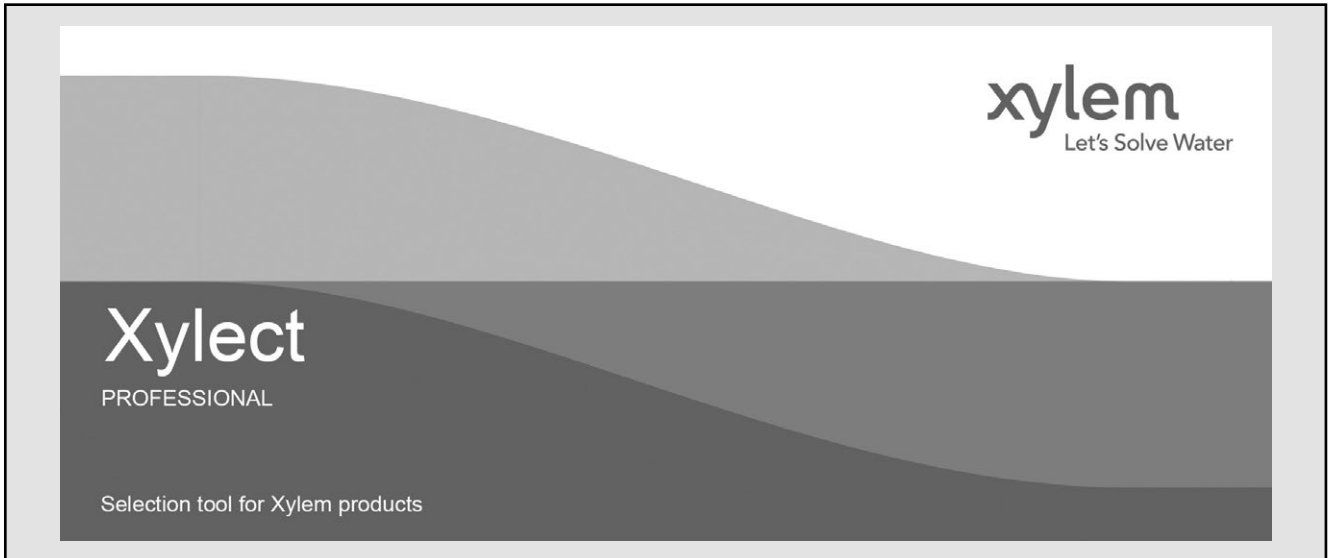 xylem
Let's Solve Water
Xylect
PROFESSIONAL
Selection tool for Xylem products